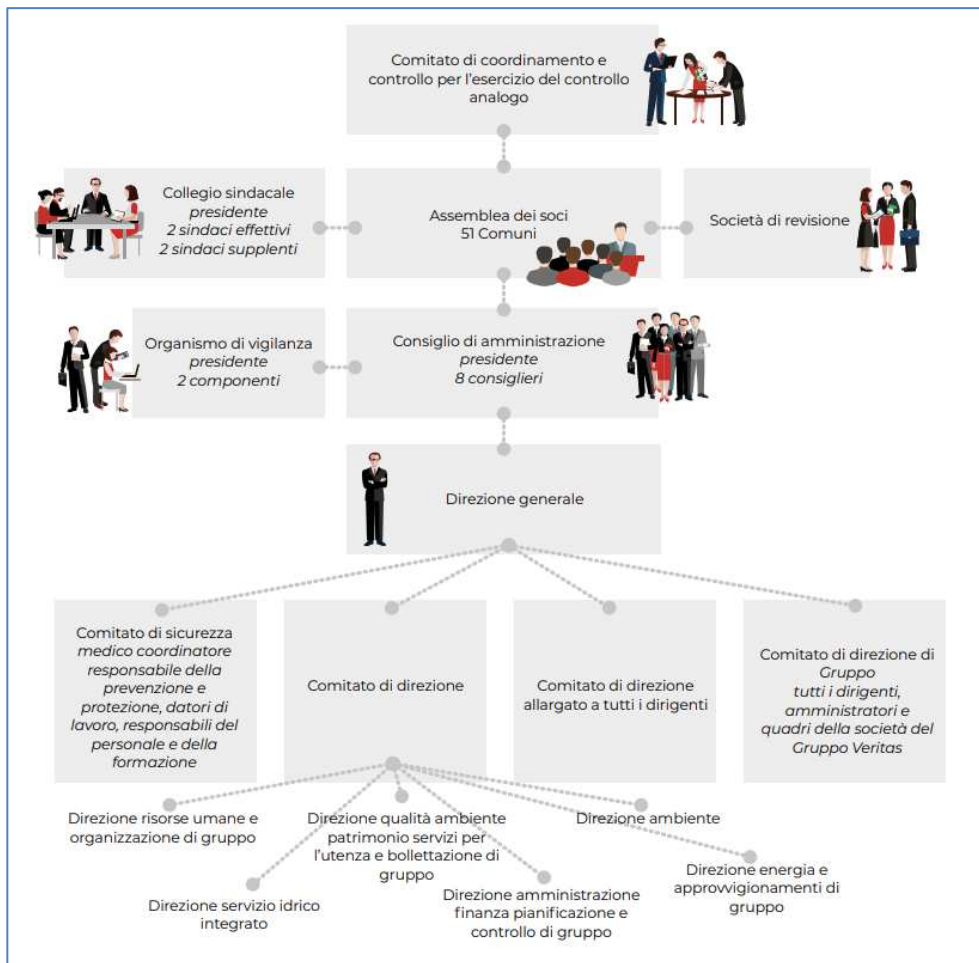 Comitato di coordinamento e
controllo per l'esercizio del controllo
analogo
Collegio sindacale
presidente
2 sindaci effettivi
2 sindaci supplenti
Assemblea dei soci
51 Comuni
Società di revisione
Organismo di vigilanza
presidente
2 componenti
Consiglio di amministrazione
presidente
8 consiglieri
Direzione generale
Comitato di sicurezza
medico coordinatore
responsabile della
prevenzione e
protezione, datori di
lavoro, responsabili del
personale e della
formazione
Comitato di direzione
Comitato di direzione
allargato a tutti i dirigenti
Comitato di direzione di
Gruppo
tutti i dirigenti,
amministratori e
quadri della società del
Gruppo Veritas
Direzione risorse umane e
organizzazione di gruppo
Direzione qualità ambiente
patrimonio servizi per
l'utenza e bollettazione di
gruppo
Direzione ambiente
Direzione servizio idrico
integrato
Direzione amministrazione
finanza pianificazione e
controllo di gruppo
Direzione energia e
approvvigionamenti di
gruppo